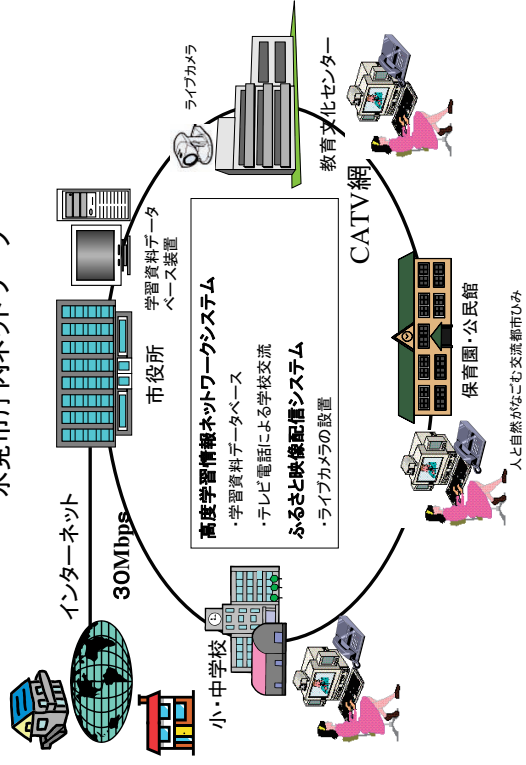 氷見市庁内ネットワーク
インターネット
30Mbps
市役所
学習資料データ
ベース装置
ライブカメラ
小・中学校
高度学習情報ネットワークシステム
・学習資料データベース
・テレビ電話による学校交流
ふるさと映像配信システム
・ライブカメラの設置
教育文化センター
CATV網
保育園・公民館
人と自然がなごむ交流都市ひみ